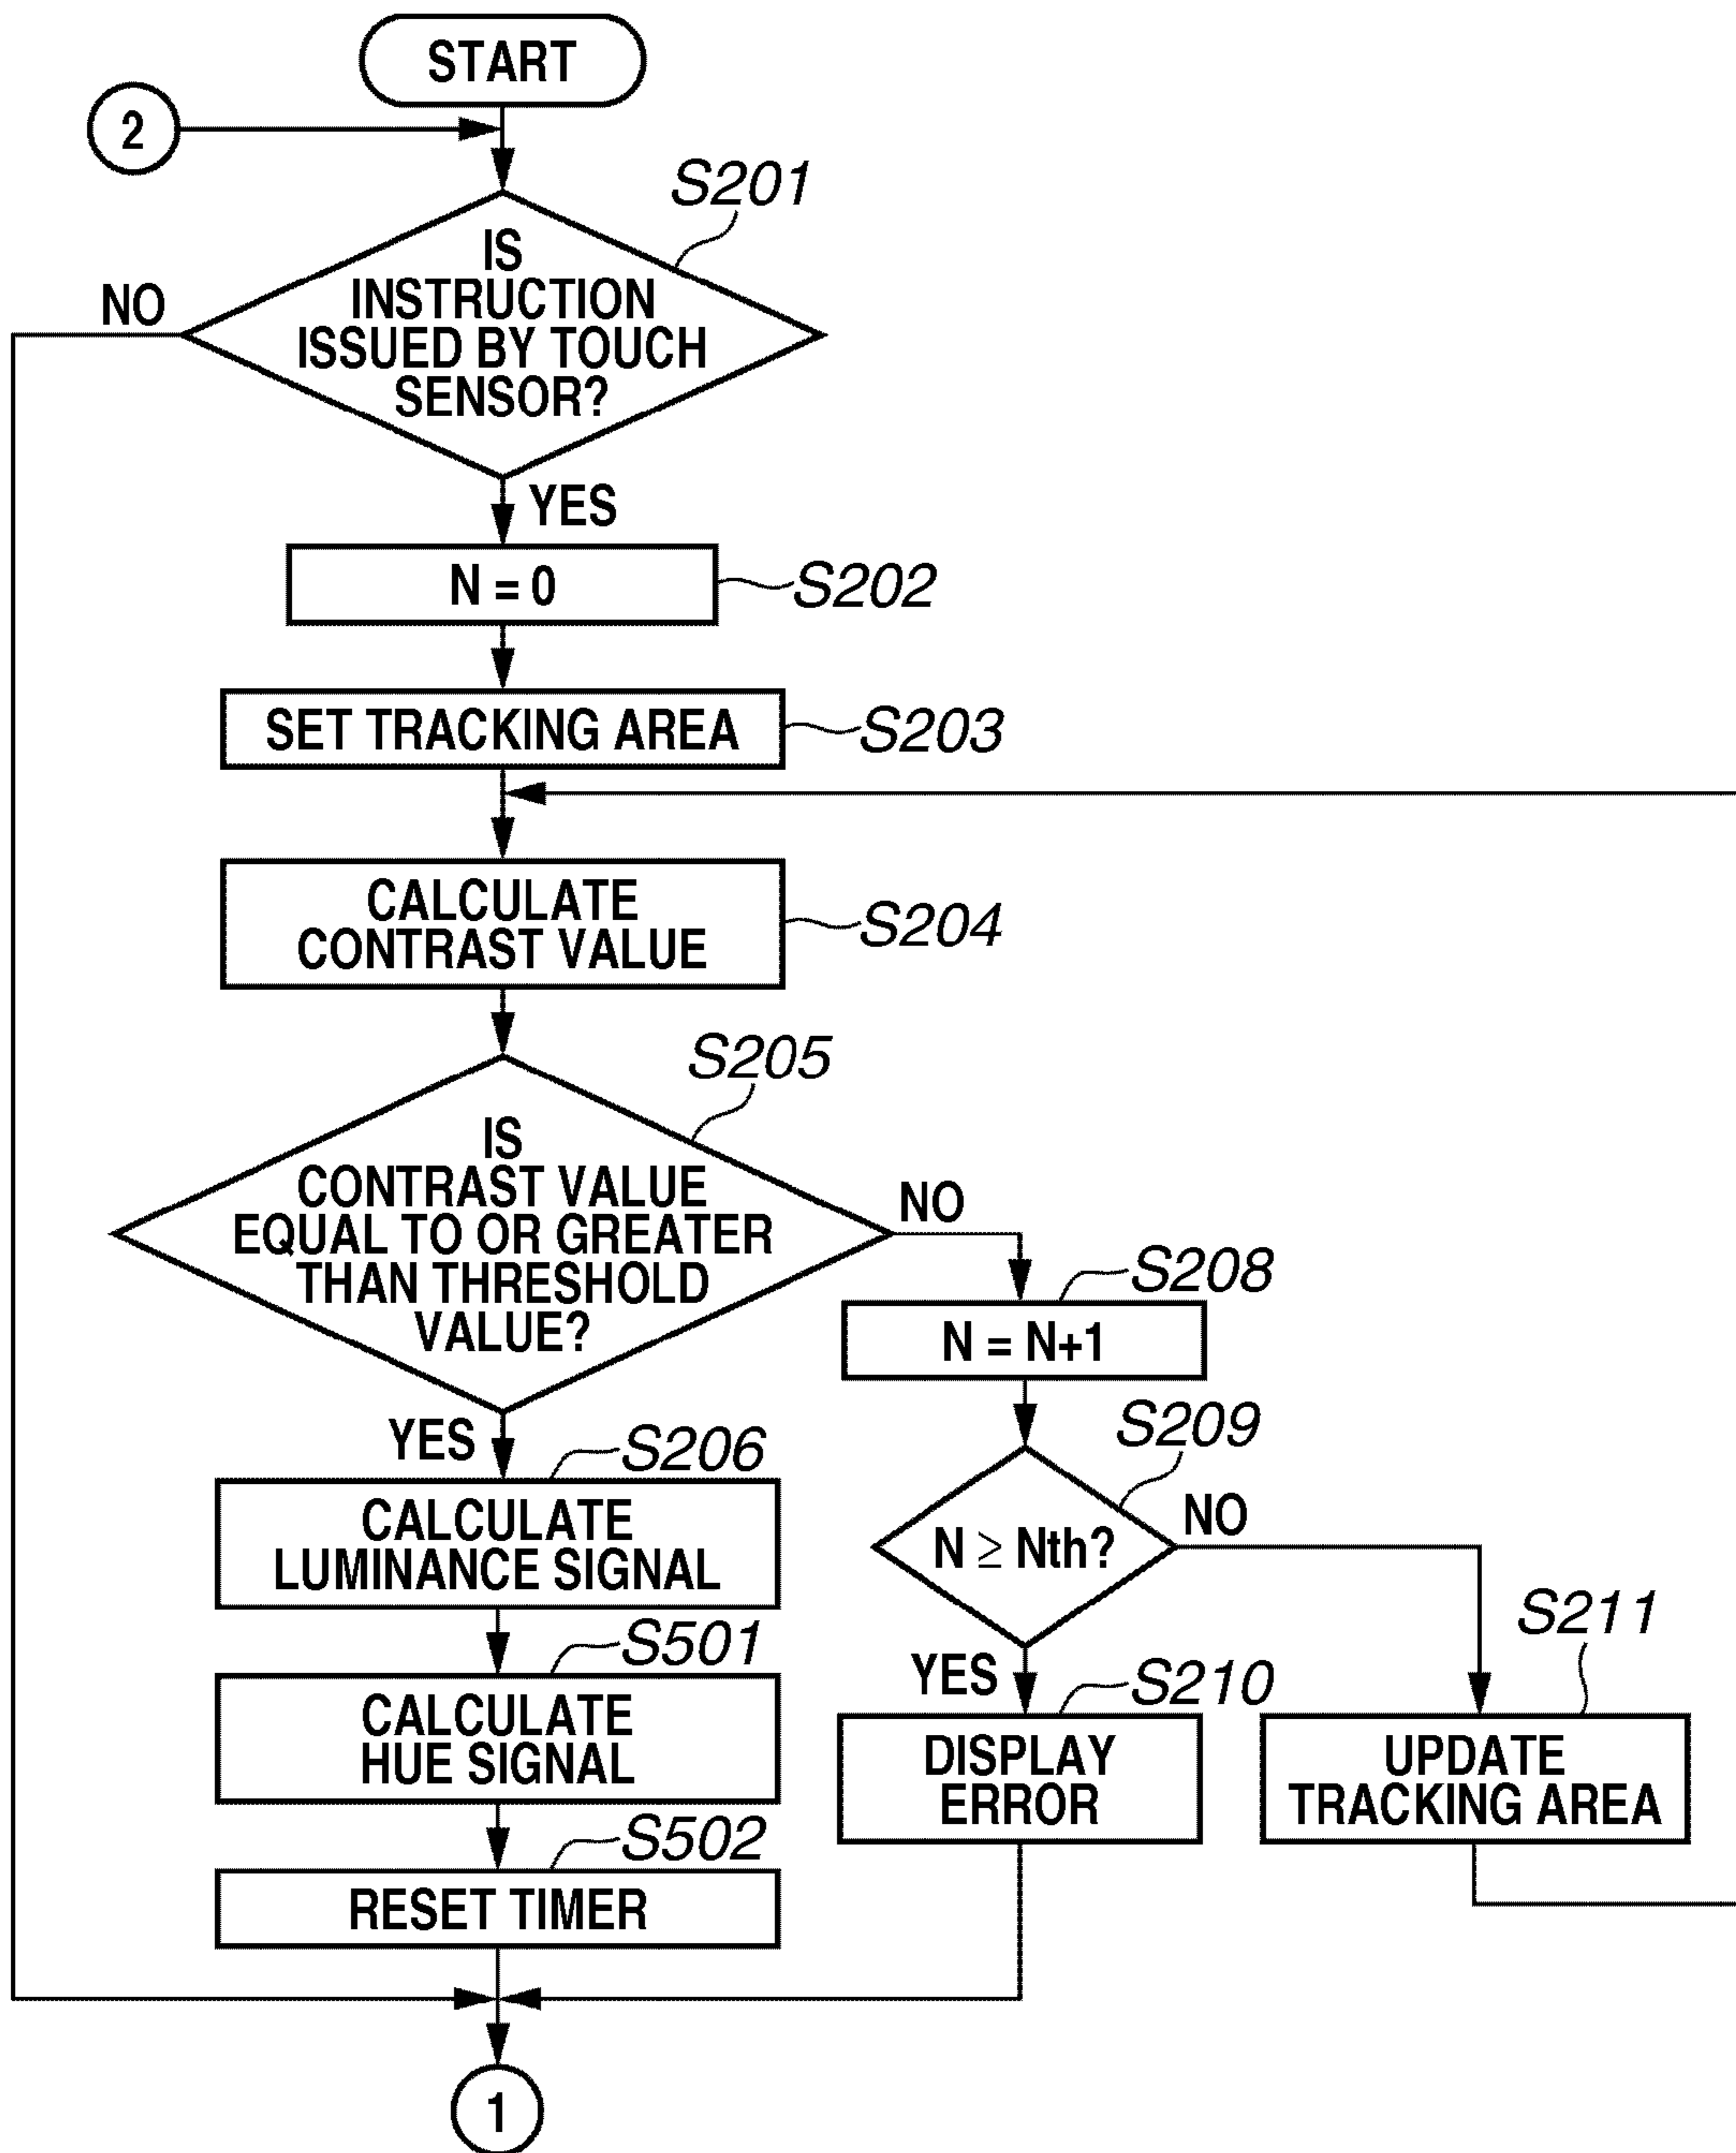 START
2
S201
IS
INSTRUCTION
ISSUED BY TOUCH
SENSOR?
NO
YES
N = 0
S202
SET TRACKING AREA
S203
CALCULATE
CONTRAST VALUE
S204
S205
IS
CONTRAST VALUE
EQUAL TO OR GREATER
THAN THRESHOLD
VALUE?
NO
YES
S208
N = N+1
S209
N ≥ Nth?
NO
YES
S206
CALCULATE
LUMINANCE SIGNAL
S501
CALCULATE
HUE SIGNAL
S502
RESET TIMER
S210
DISPLAY
ERROR
S211
UPDATE
TRACKING AREA
1